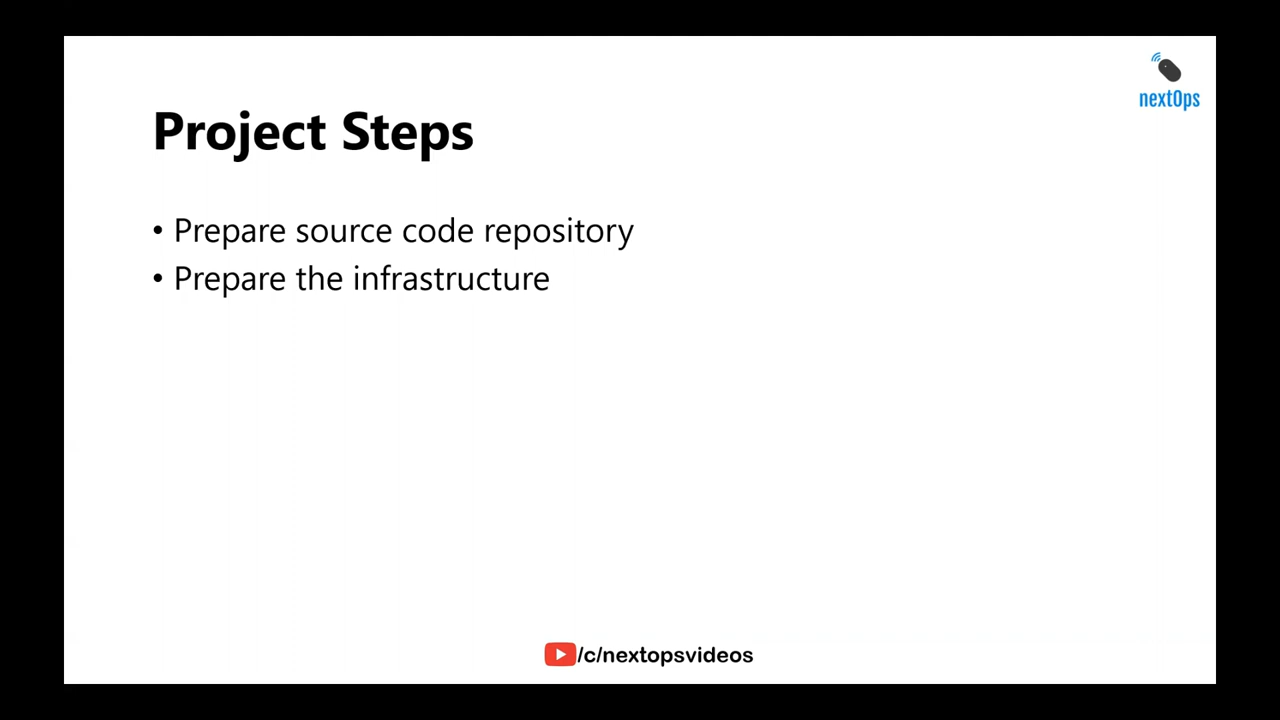 nextOps
Project Steps
• Prepare source code repository
• Prepare the infrastructure
/c/nextopsvideos